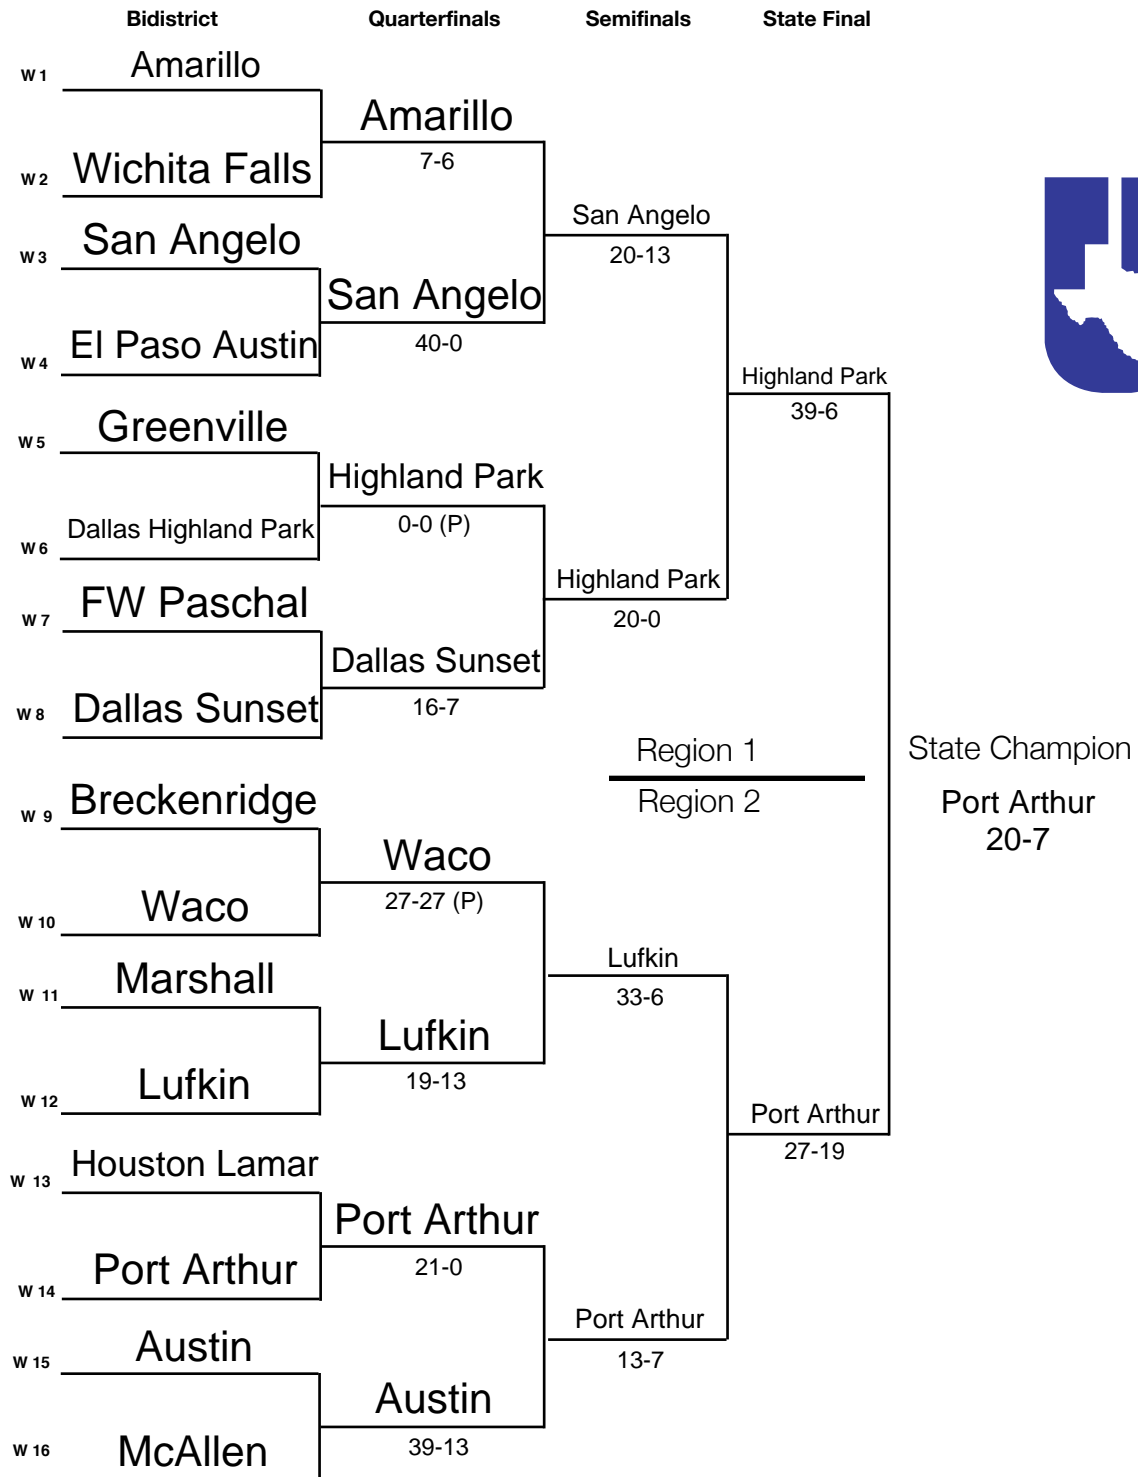 Bidistrict Quarterfinals Semifinals State Final
W 1 Amarillo
Amarillo
7-6
W 2 Wichita Falls
San Angelo
20-13
W 3 San Angelo
San Angelo
40-0
W 4 El Paso Austin
Highland Park
39-6
W 5 Greenville
Highland Park
0-0 (P)
W 6 Dallas Highland Park
Highland Park
20-0
W 7 FW Paschal
Dallas Sunset
16-7
W 8 Dallas Sunset
Region 1
Region 2
State Champion
Port Arthur
20-7
W 9 Breckenridge
Waco
27-27 (P)
W 10 Waco
Lufkin
33-6
W 11 Marshall
Lufkin
19-13
W 12 Lufkin
Port Arthur
27-19
W 13 Houston Lamar
Port Arthur
21-0
W 14 Port Arthur
Port Arthur
13-7
W 15 Austin
Austin
39-13
W 16 McAllen